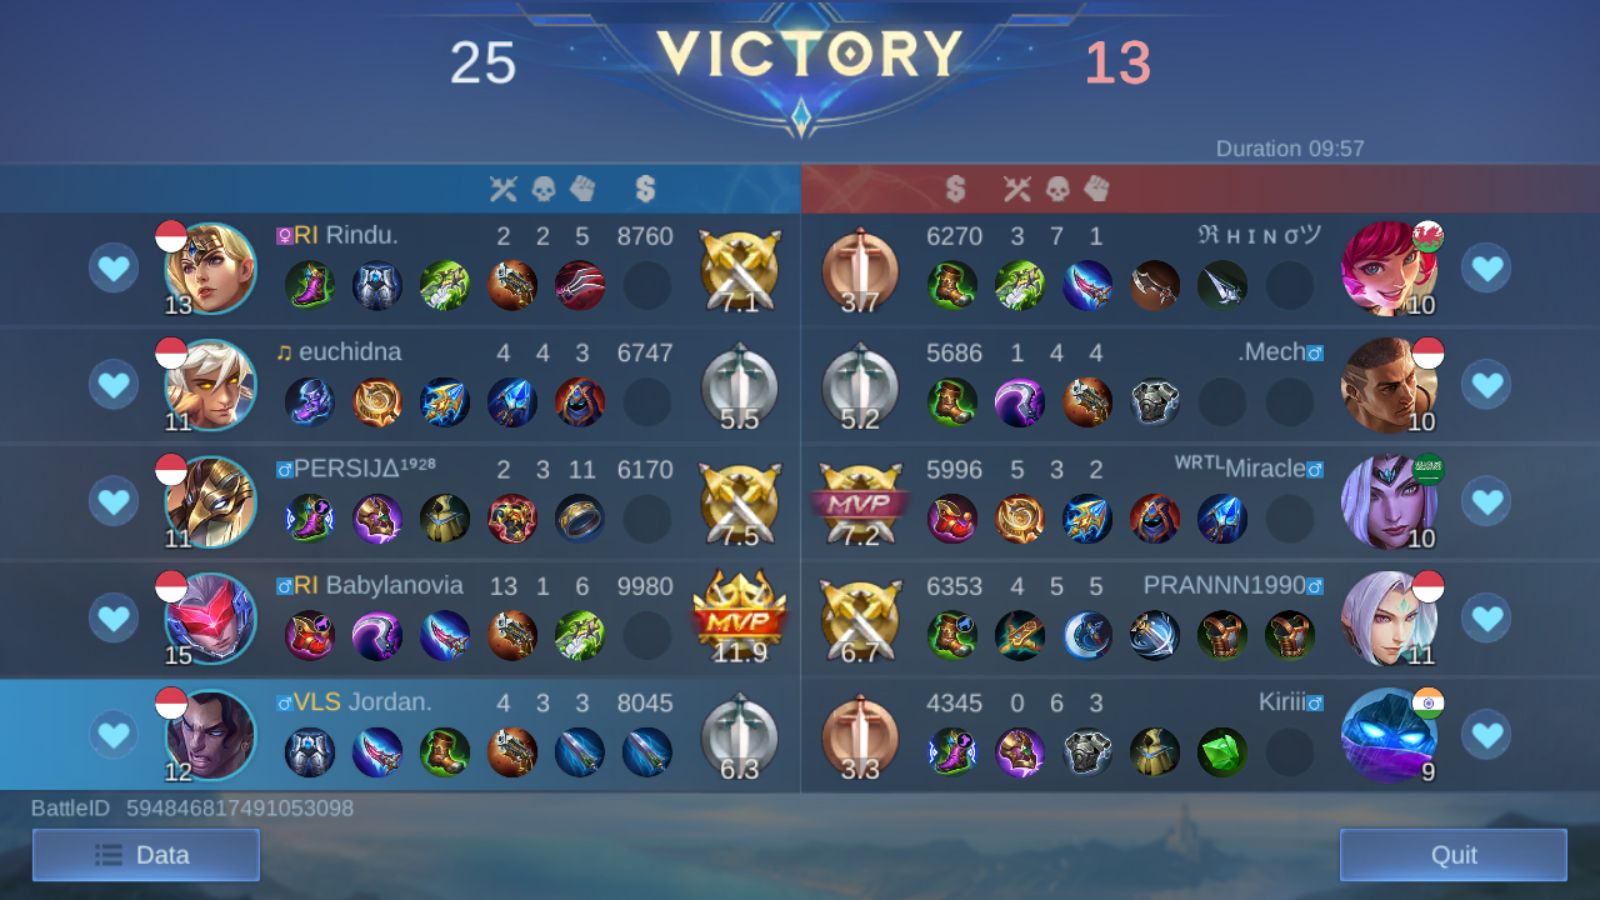 25 VICTORY 13
Duration 09:57
RI Rindu. 2 2 5 8760
13 7.1
6270 3 7 1 ℜ ʜ ɪ ɴ σツ
3.7 10
♫ euchidna 4 4 3 6747
11 5.5
5686 1 4 4 .Mech
5.2 10
PERSIJΔ¹⁹²⁸ 2 3 11 6170
11 7.5
5996 5 3 2 ᵂᴿᵀᴸMiracle
MVP
7.2 10
RI Babylanovia 13 1 6 9980
MVP
15 11.9
6353 4 5 5 PRANNN1990
6.7 11
VLS Jordan. 4 3 3 8045
12 6.3
4345 0 6 3 Kiriii
3.3 9
BattleID 594846817491053098
Data
Quit